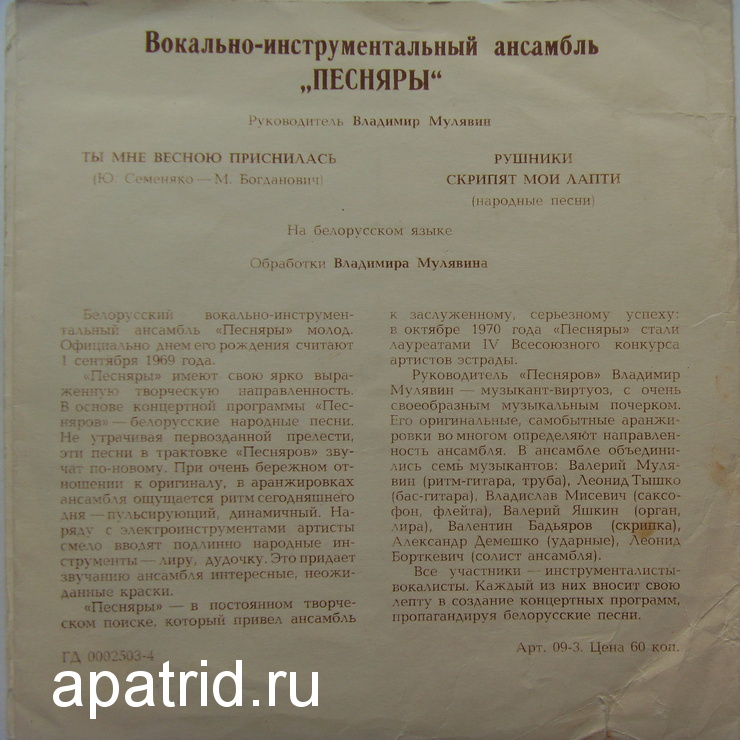 Вокально-инструментальный ансамбль
„ПЕСНЯРЫ“
Руководитель Владимир Мулявин
ТЫ МНЕ ВЕСНОЮ ПРИСНИЛАСЬ
(Ю. Семеняко — М. Богданович)
РУШНИКИ
СКРИПЯТ МОИ ЛАПТИ
(народные песни)
На белорусском языке
Обработки Владимира Мулявина
Белорусский вокально-инструмен-
тальный ансамбль «Песняры» молод.
Официально днем его рождения считают
1 сентября 1969 года.
«Песняры» имеют свою ярко выра-
женную творческую направленность.
В основе концертной программы «Пес-
няров» — белорусские народные песни.
Не утрачивая первозданной прелести,
эти песни в трактовке «Песняров» зву-
чат по-новому. При очень бережном от-
ношении к оригиналу, в аранжировках
ансамбля ощущается ритм сегодняшнего
дня — пульсирующий, динамичный. На-
ряду с электроинструментами артисты
смело вводят подлинно народные ин-
струменты — лиру, дудочку. Это придает
звучанию ансамбля интересные, неожи-
данные краски.
«Песняры» — в постоянном творче-
ском поиске, который привел ансамбль
к заслуженному, серьезному успеху:
в октябре 1970 года «Песняры» стали
лауреатами IV Всесоюзного конкурса
артистов эстрады.
Руководитель «Песняров» Владимир
Мулявин — музыкант-виртуоз, с очень
своеобразным музыкальным почерком.
Его оригинальные, самобытные аранжи-
ровки во многом определяют направлен-
ность ансамбля. В ансамбле объедини-
лись семь музыкантов: Валерий Муля-
вин (ритм-гитара, труба), Леонид Тышко
(бас-гитара), Владислав Мисевич (саксо-
фон, флейта), Валерий Яшкин (орган,
лира), Валентин Бадьяров (скрипка),
Александр Демешко (ударные), Леонид
Борткевич (солист ансамбля).
Все участники — инструменталисты-
вокалисты. Каждый из них вносит свою
лепту в создание концертных программ,
пропагандируя белорусские песни.
ГД 0002503-4
Арт. 09-3. Цена 60 коп.
apatrid.ru